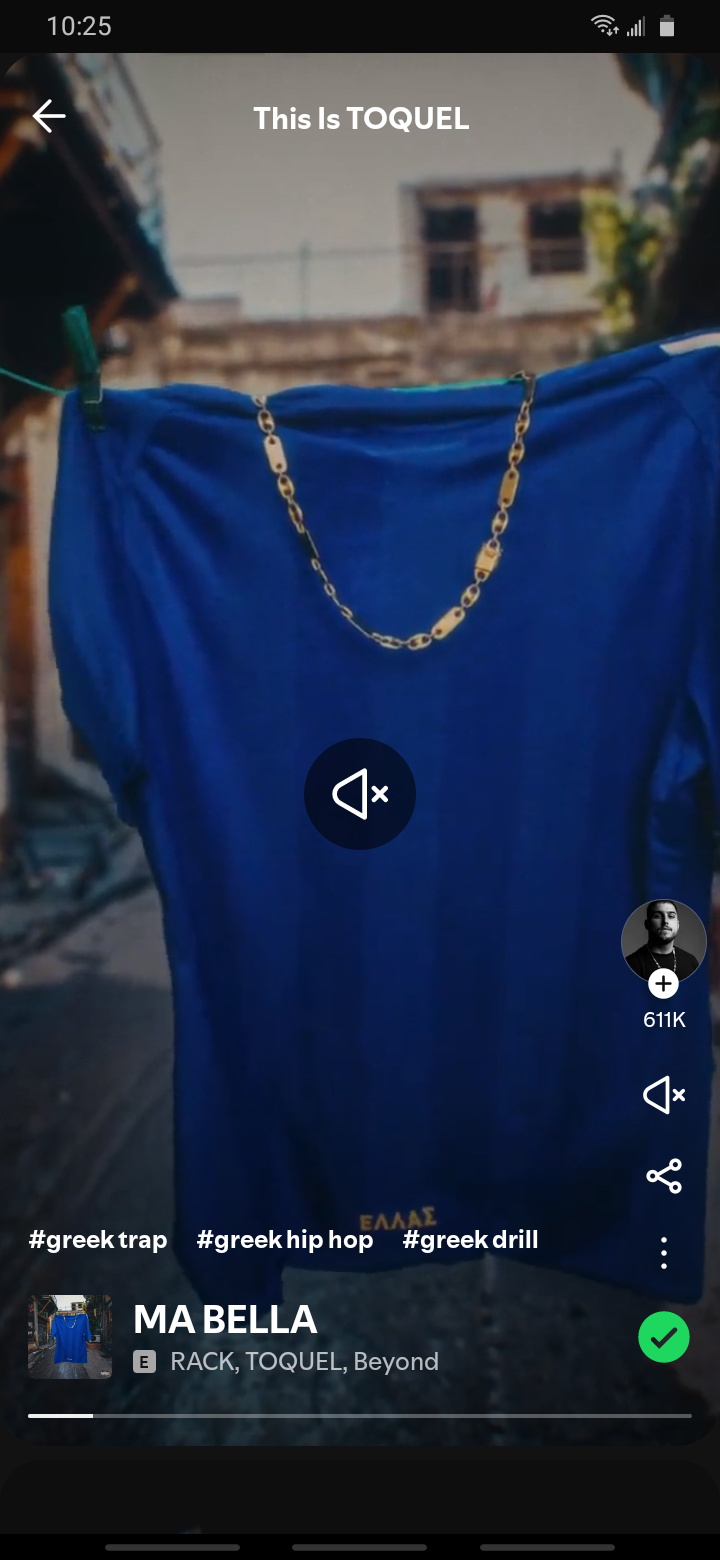 10:25
This Is TOQUEL
611K
ΕΛΛΑΣ
#greek trap #greek hip hop #greek drill
MA BELLA
E RACK, TOQUEL, Beyond